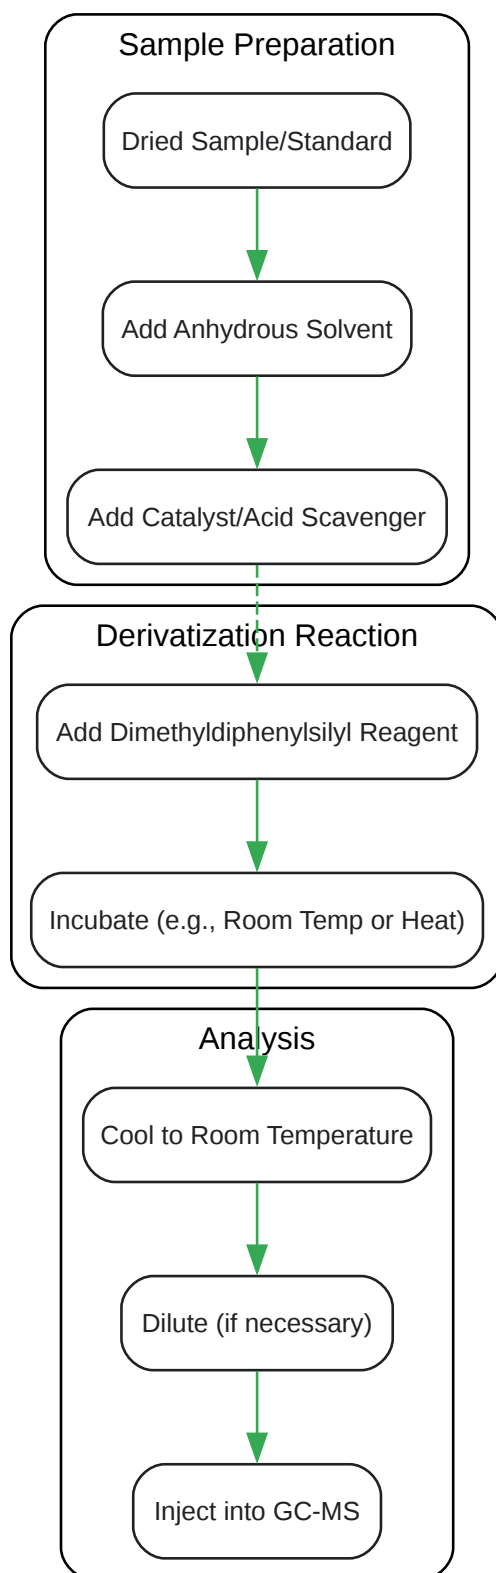 Sample Preparation
Dried Sample/Standard
Add Anhydrous Solvent
Add Catalyst/Acid Scavenger
Derivatization Reaction
Add Dimethyldiphenylsilyl Reagent
Incubate (e.g., Room Temp or Heat)
Analysis
Cool to Room Temperature
Dilute (if necessary)
Inject into GC-MS